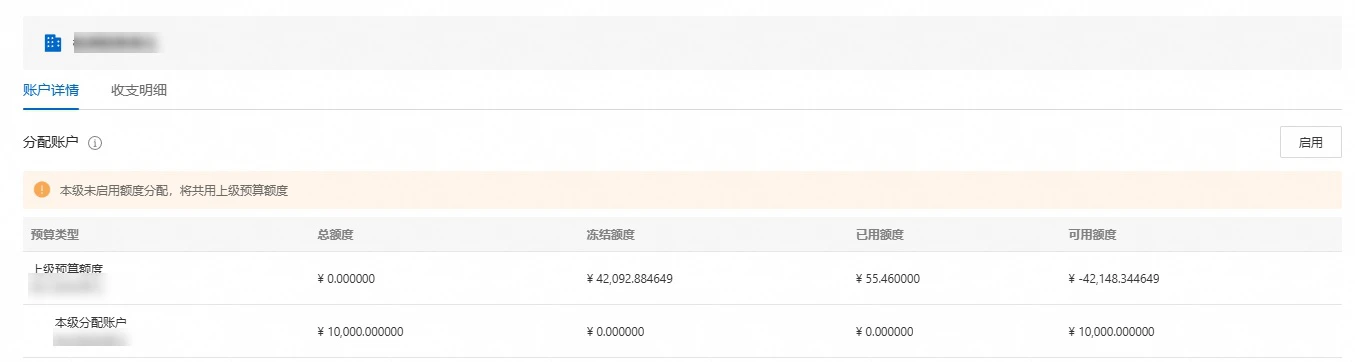 账户详情 收支明细
分配账户 启用
本级未启用额度分配，将共用上级预算额度
预算类型 总额度 冻结额度 已用额度 可用额度
上级预算额度 ¥ 0.000000 ¥ 42,092.884649 ¥ 55.460000 ¥ -42,148.344649
本级分配账户 ¥ 10,000.000000 ¥ 0.000000 ¥ 0.000000 ¥ 10,000.000000